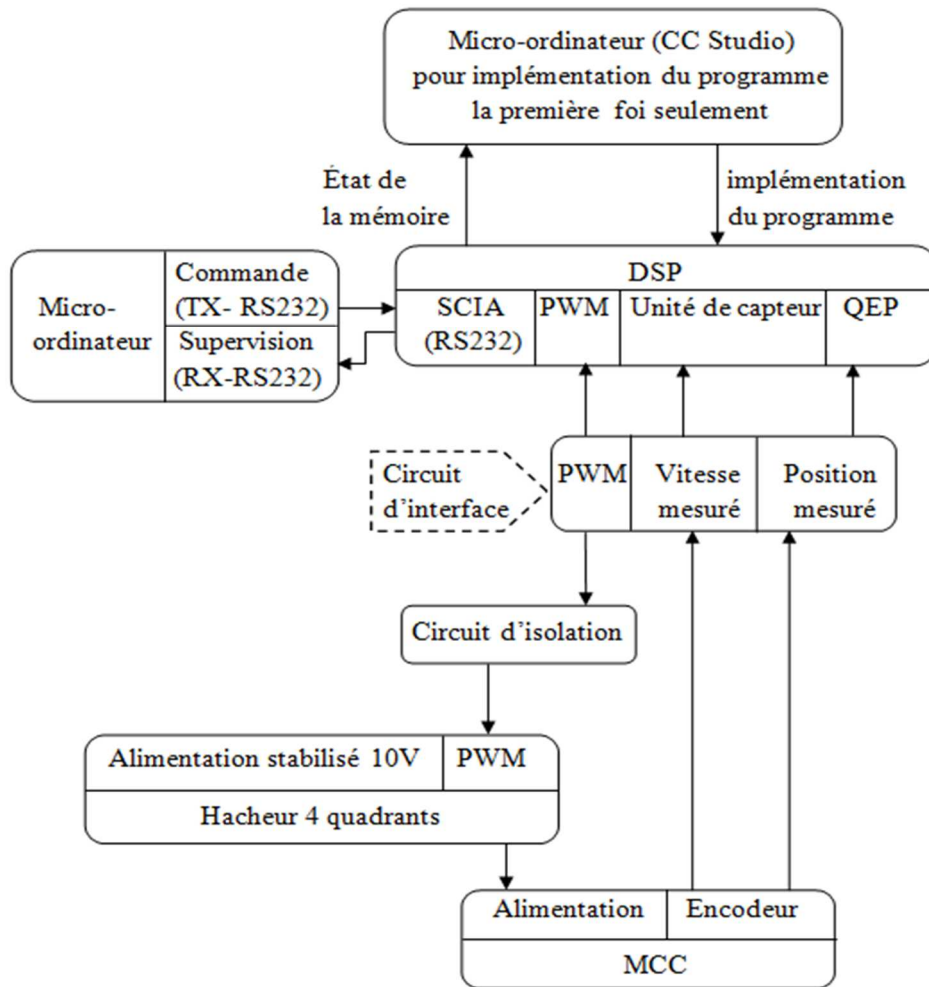 Micro-ordinateur (CC Studio)
pour implémentation du programme
la première foi seulement
État de
la mémoire
implémentation
du programme
Micro-
ordinateur
Commande
(TX- RS232)
Supervision
(RX-RS232)
DSP
SCIA
(RS232)
PWM
Unité de capteur
QEP
Circuit
d’interface
PWM
Vitesse
mesuré
Position
mesuré
Circuit d’isolation
Alimentation stabilisé 10V
PWM
Hacheur 4 quadrants
Alimentation
Encodeur
MCC